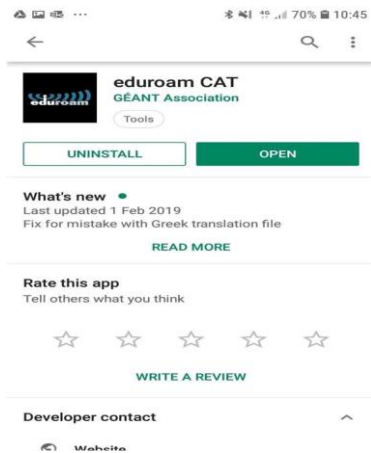 70% 10:45
eduroam
eduroam CAT
GÉANT Association
Tools
UNINSTALL
OPEN
What's new
Last updated 1 Feb 2019
Fix for mistake with Greek translation file
READ MORE
Rate this app
Tell others what you think
WRITE A REVIEW
Developer contact
Website